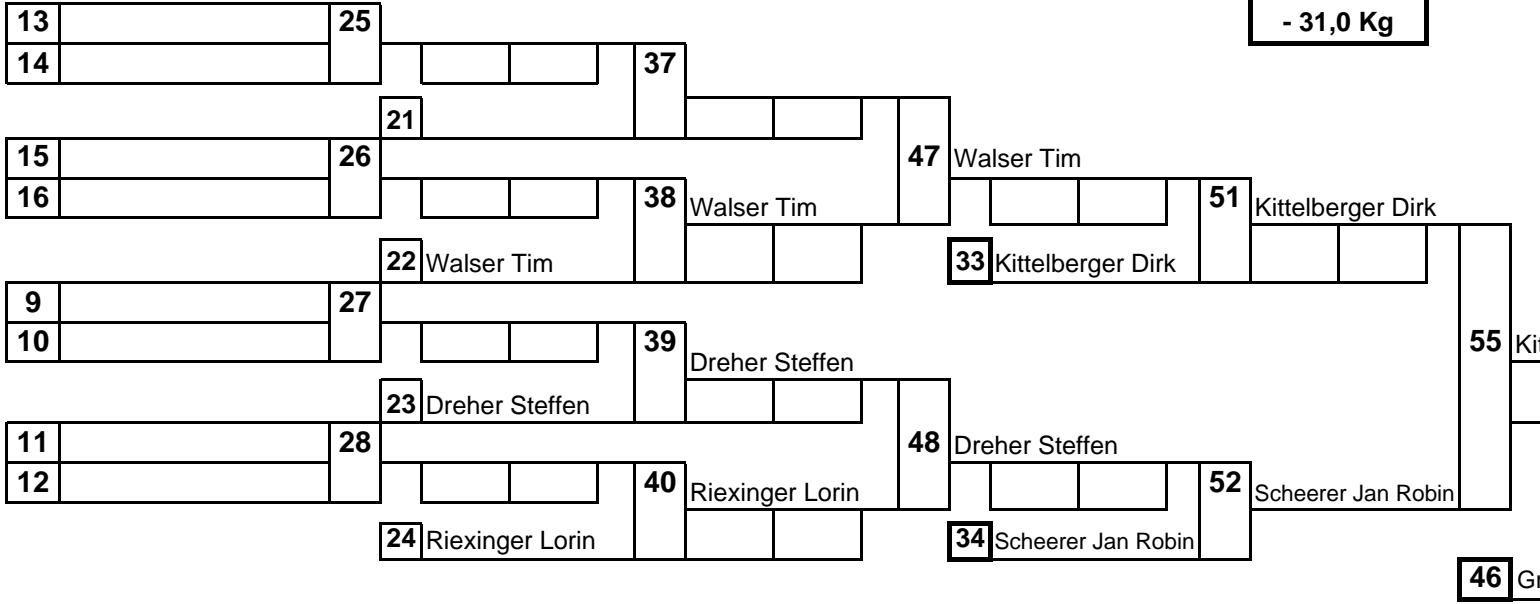 13 25 - 31,0 Kg
14 37
21
15 26 47 Walser Tim
16 38 Walser Tim 51 Kittelberger Dirk
22 Walser Tim 33 Kittelberger Dirk
9 27
10 39 Dreher Steffen 55
23 Dreher Steffen
11 28 48 Dreher Steffen
12 40 Riexinger Lorin 52 Scheerer Jan Robin
24 Riexinger Lorin 34 Scheerer Jan Robin
46